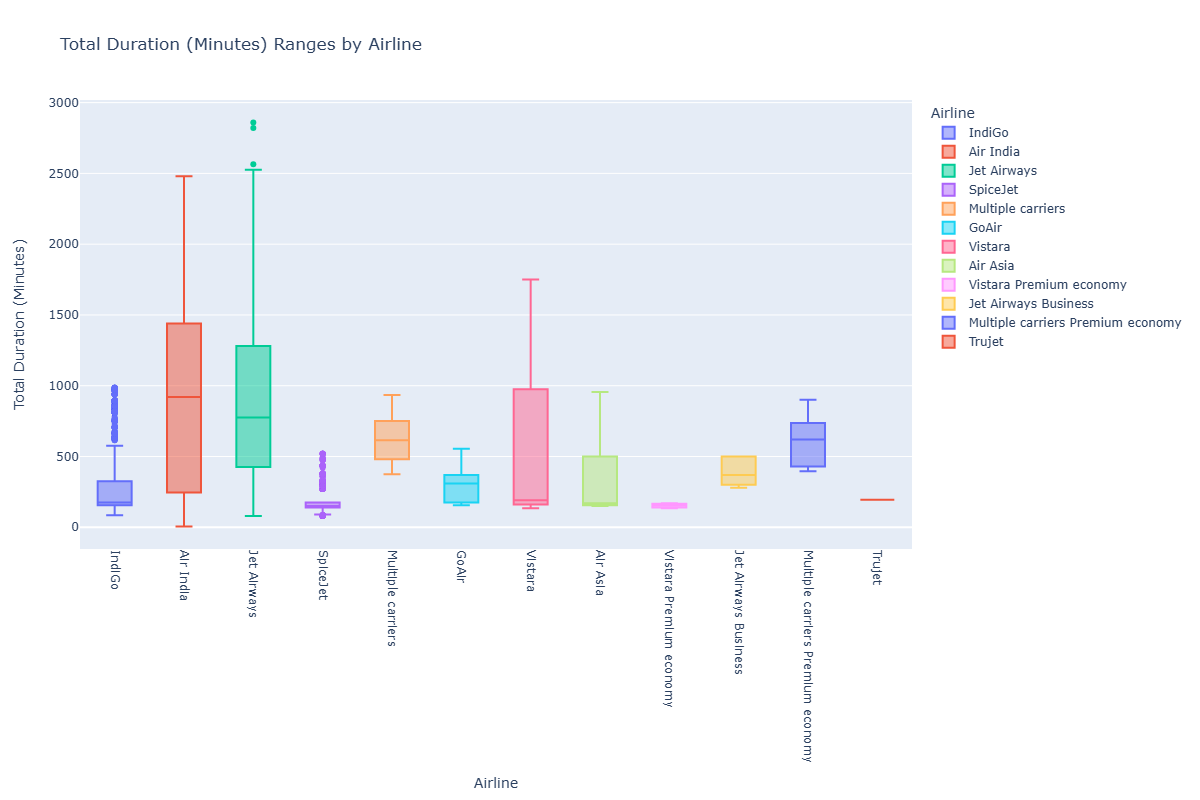 Total Duration (Minutes) Ranges by Airline
3000
2500
2000
1500
1000
500
0
Total Duration (Minutes)
IndiGo
Air India
Jet Airways
SpiceJet
Multiple carriers
GoAir
Vistara
Air Asia
Vistara Premium economy
Jet Airways Business
Multiple carriers Premium economy
Trujet
Airline
Airline
IndiGo
Air India
Jet Airways
SpiceJet
Multiple carriers
GoAir
Vistara
Air Asia
Vistara Premium economy
Jet Airways Business
Multiple carriers Premium economy
Trujet